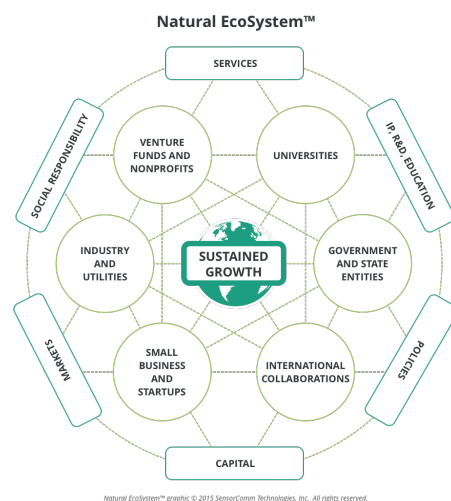 Natural EcoSystem™
SERVICES
SOCIAL RESPONSIBILITY
IP, R&D, EDUCATION
VENTURE
FUNDS AND
NONPROFITS
UNIVERSITIES
INDUSTRY
AND
UTILITIES
SUSTAINED
GROWTH
GOVERNMENT
AND STATE
ENTITIES
SMALL
BUSINESS
AND
STARTUPS
INTERNATIONAL
COLLABORATIONS
MARKETS
POLICIES
CAPITAL
Natural EcoSystem™ graphic © 2015 SensorComm Technologies, Inc. All rights reserved.